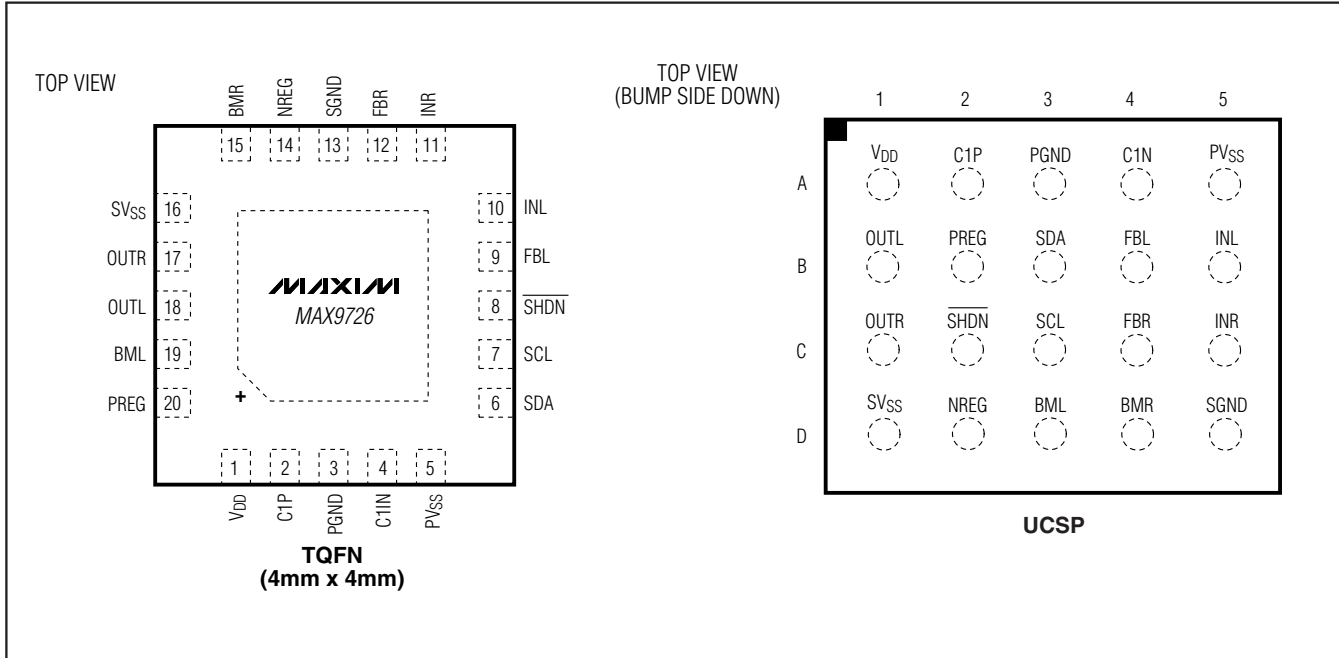 TOP VIEW
BMR NREG SGND FBR INR
15 14 13 12 11
SVSS 16
OUTR 17
OUTL 18
BML 19
PREG 20
10 INL
9 FBL
8 SHDN
7 SCL
6 SDA
MAXIM
MAX9726
+
1 2 3 4 5
VDD C1P PGND C1IN PVSS
TQFN
(4mm x 4mm)
TOP VIEW
(BUMP SIDE DOWN)
1 2 3 4 5
A
VDD C1P PGND C1N PVSS
B
OUTL PREG SDA FBL INL
C
OUTR SHDN SCL FBR INR
D
SVSS NREG BML BMR SGND
UCSP